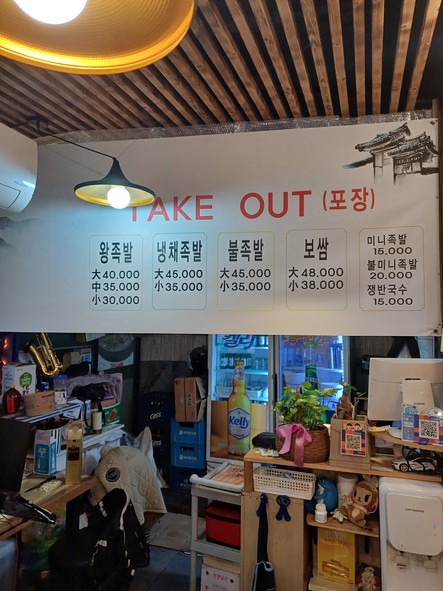 TAKE OUT (포장)
왕족발
大 40.000
中 35.000
小 30.000
냉채족발
大 45.000
小 35.000
불족발
大 45.000
小 35.000
보쌈
大 48.000
小 38.000
미니족발
15.000
불미니족발
20.000
쟁반국수
15.000
켈리
Kelly
CASS